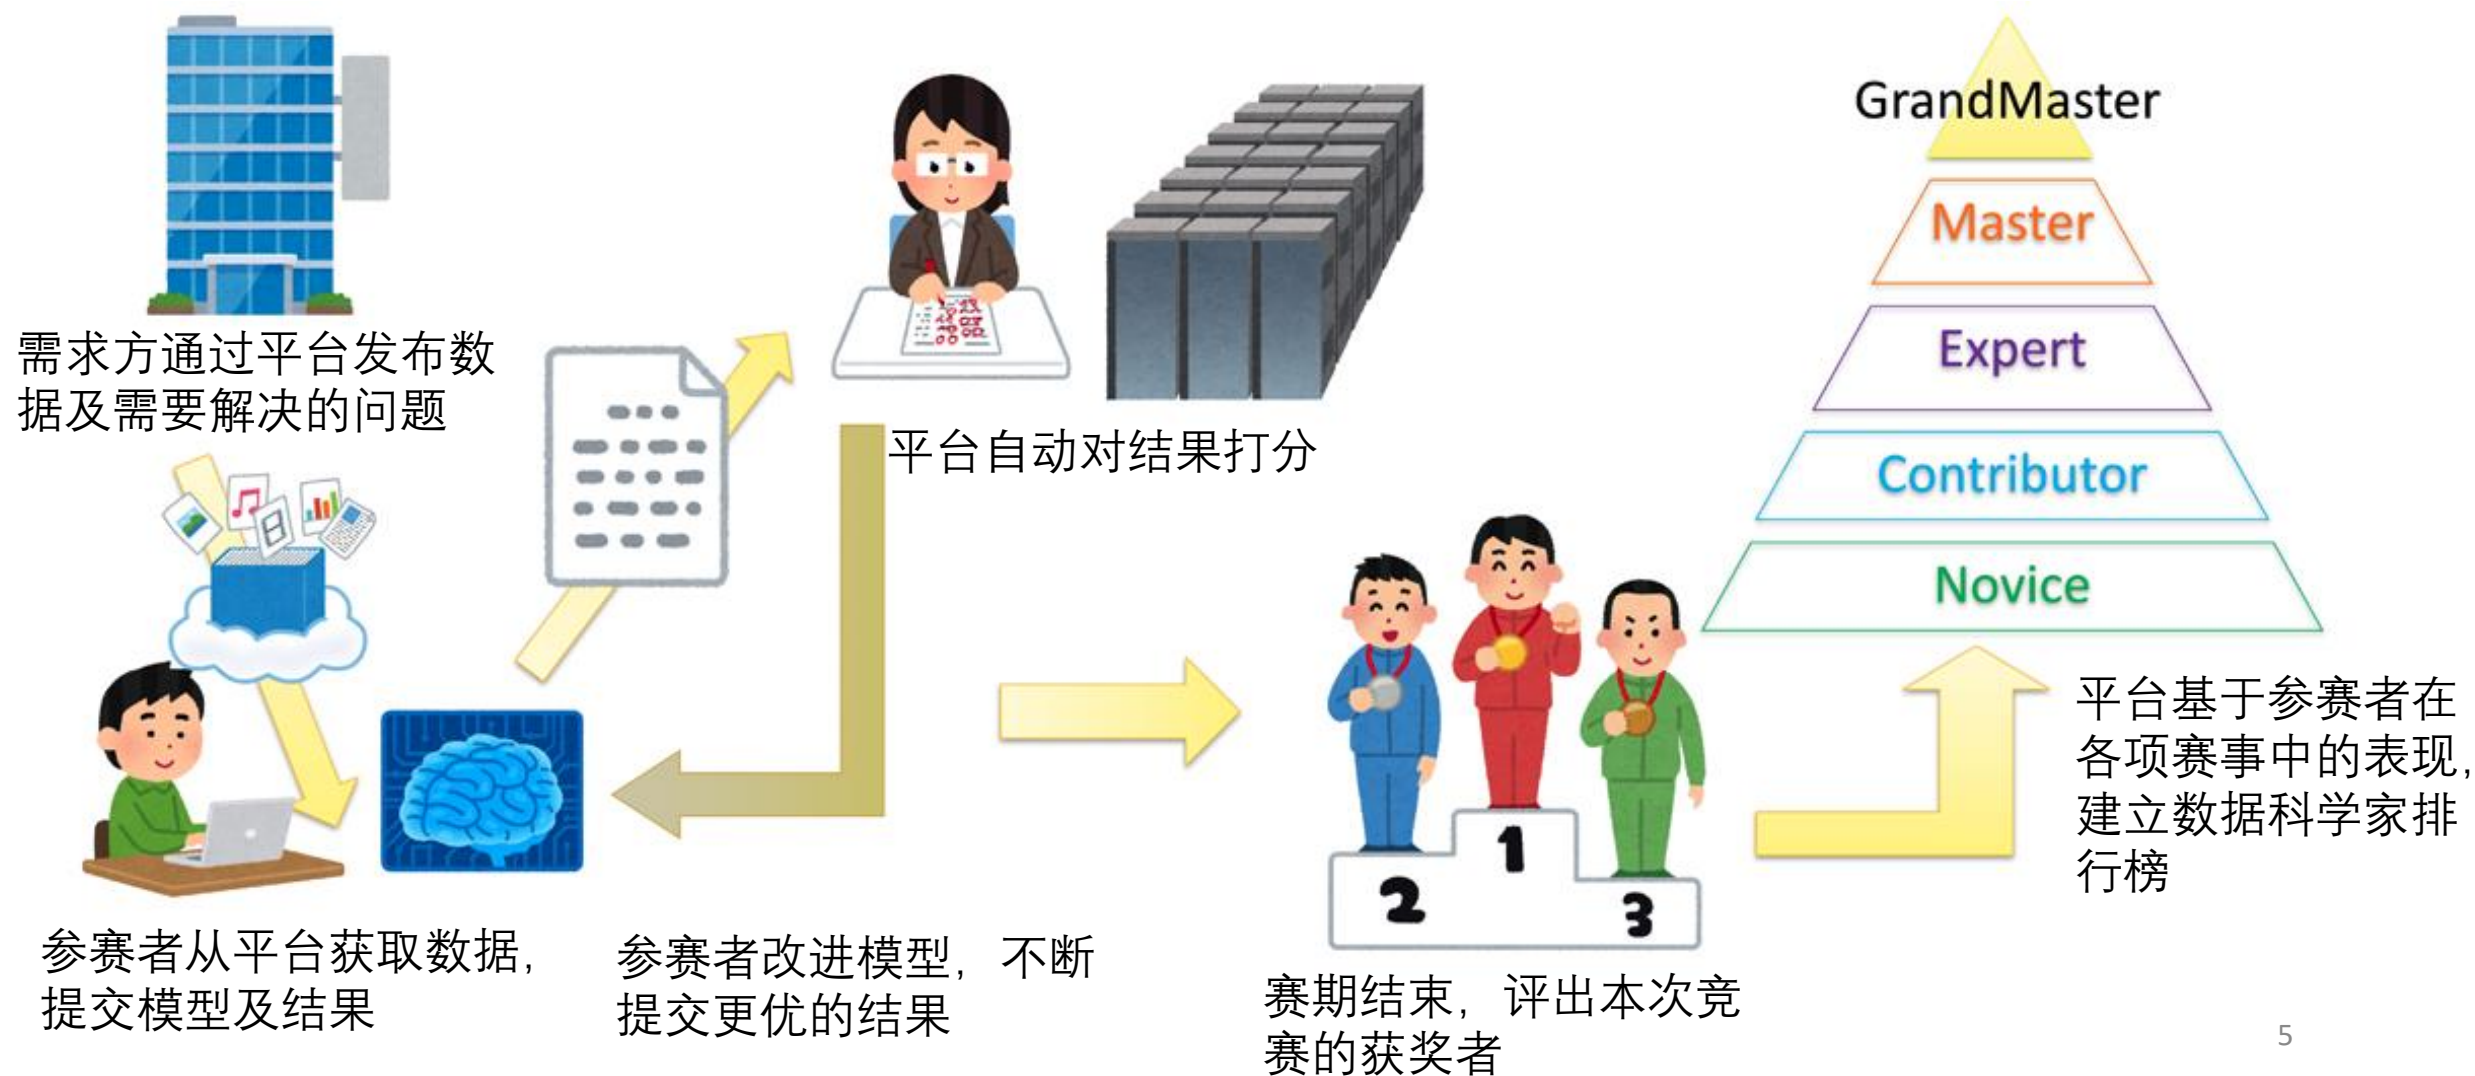 需求方通过平台发布数
据及需要解决的问题
参赛者从平台获取数据,
提交模型及结果
平台自动对结果打分
参赛者改进模型, 不断
提交更优的结果
2
1
3
赛期结束, 评出本次竞
赛的获奖者
GrandMaster
Master
Expert
Contributor
Novice
平台基于参赛者在
各项赛事中的表现,
建立数据科学家排
行榜
5